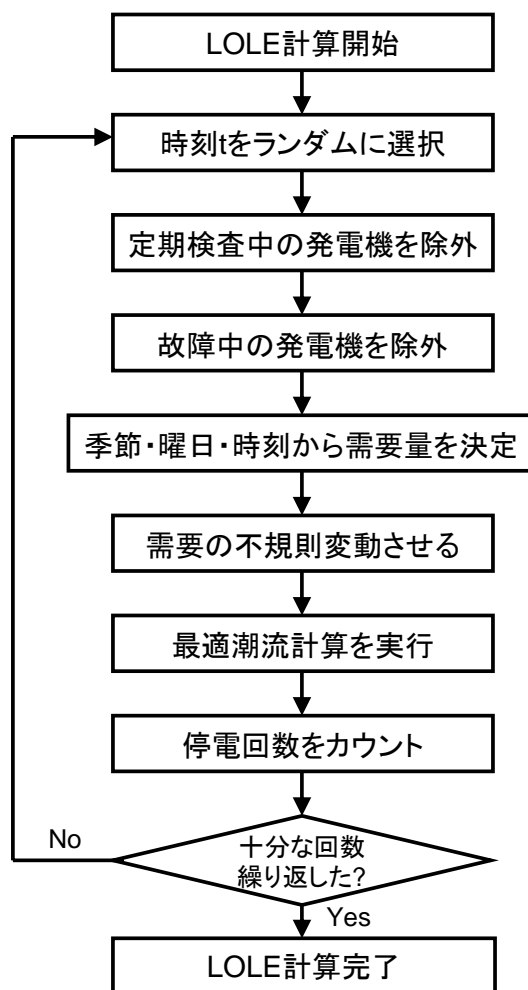 LOLE計算開始
時刻tをランダムに選択
定期検査中の発電機を除外
故障中の発電機を除外
季節・曜日・時刻から需要量を決定
需要の不規則変動させる
最適潮流計算を実行
停電回数をカウント
No
十分な回数
繰り返した?
Yes
LOLE計算完了